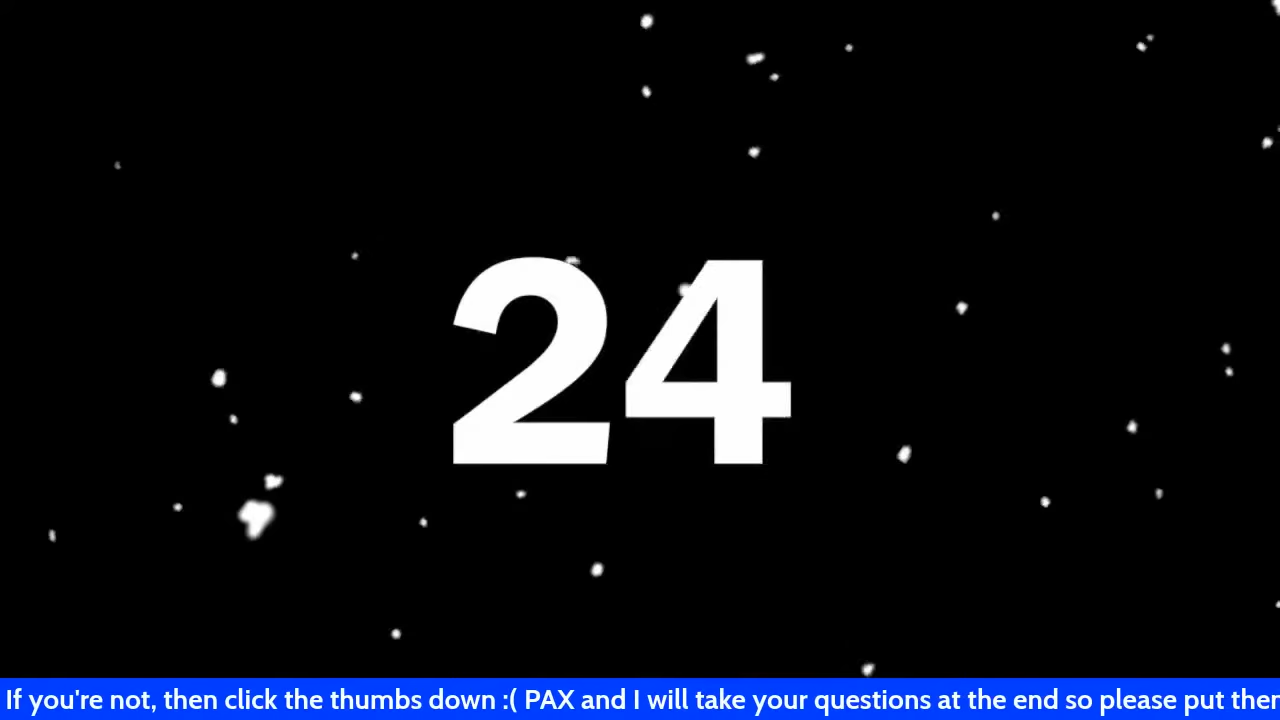 24
If you're not, then click the thumbs down :( PAX and I will take your questions at the end so please put